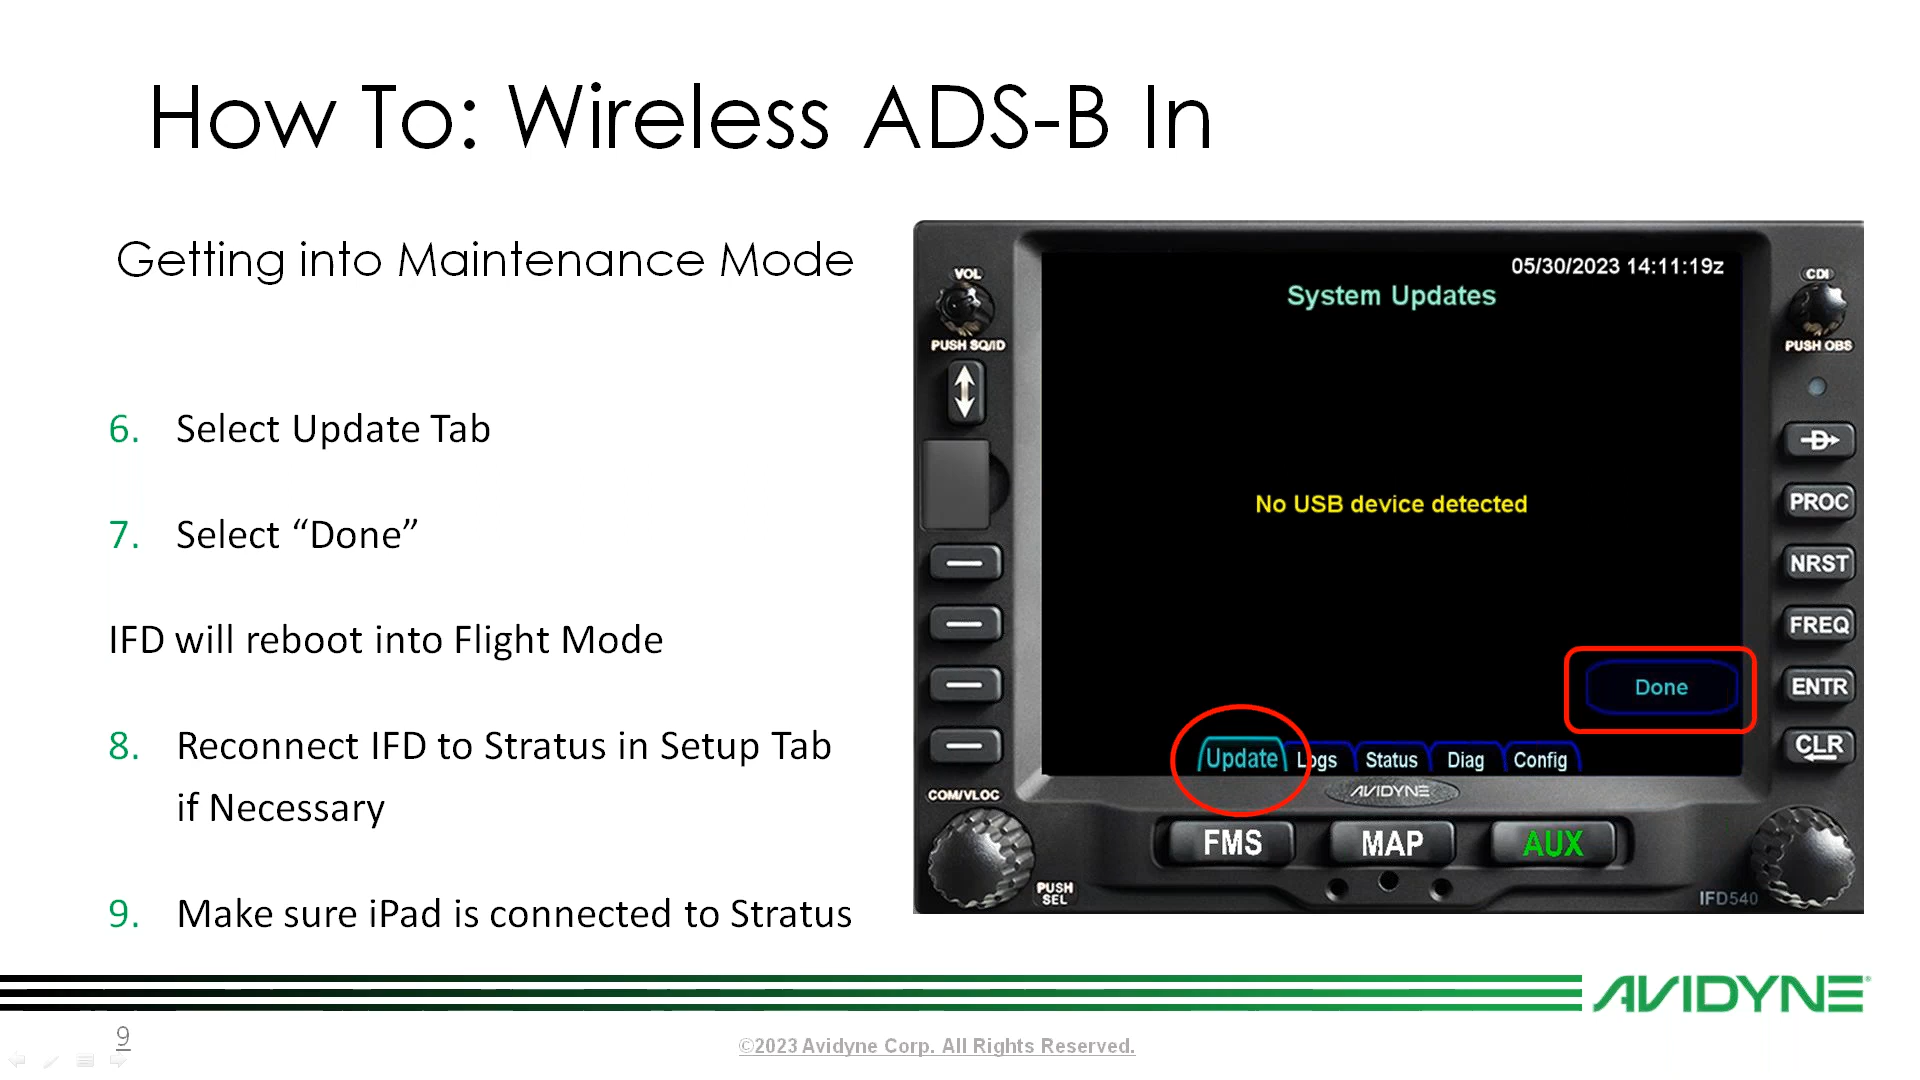 How To: Wireless ADS-B In
Getting into Maintenance Mode
6. Select Update Tab
7. Select “Done”
IFD will reboot into Flight Mode
8. Reconnect IFD to Stratus in Setup Tab
if Necessary
9. Make sure iPad is connected to Stratus
VOL
PUSH SQ/ID
COM/VLOC
PUSH
SEL
05/30/2023 14:11:19z
System Updates
No USB device detected
Done
Update Logs Status Diag Config
AVIDYNE
FMS MAP AUX
CDI
PUSH OBS
D
PROC
NRST
FREQ
ENTR
CLR
IFD540
AVIDYNE®
9
©2023 Avidyne Corp. All Rights Reserved.